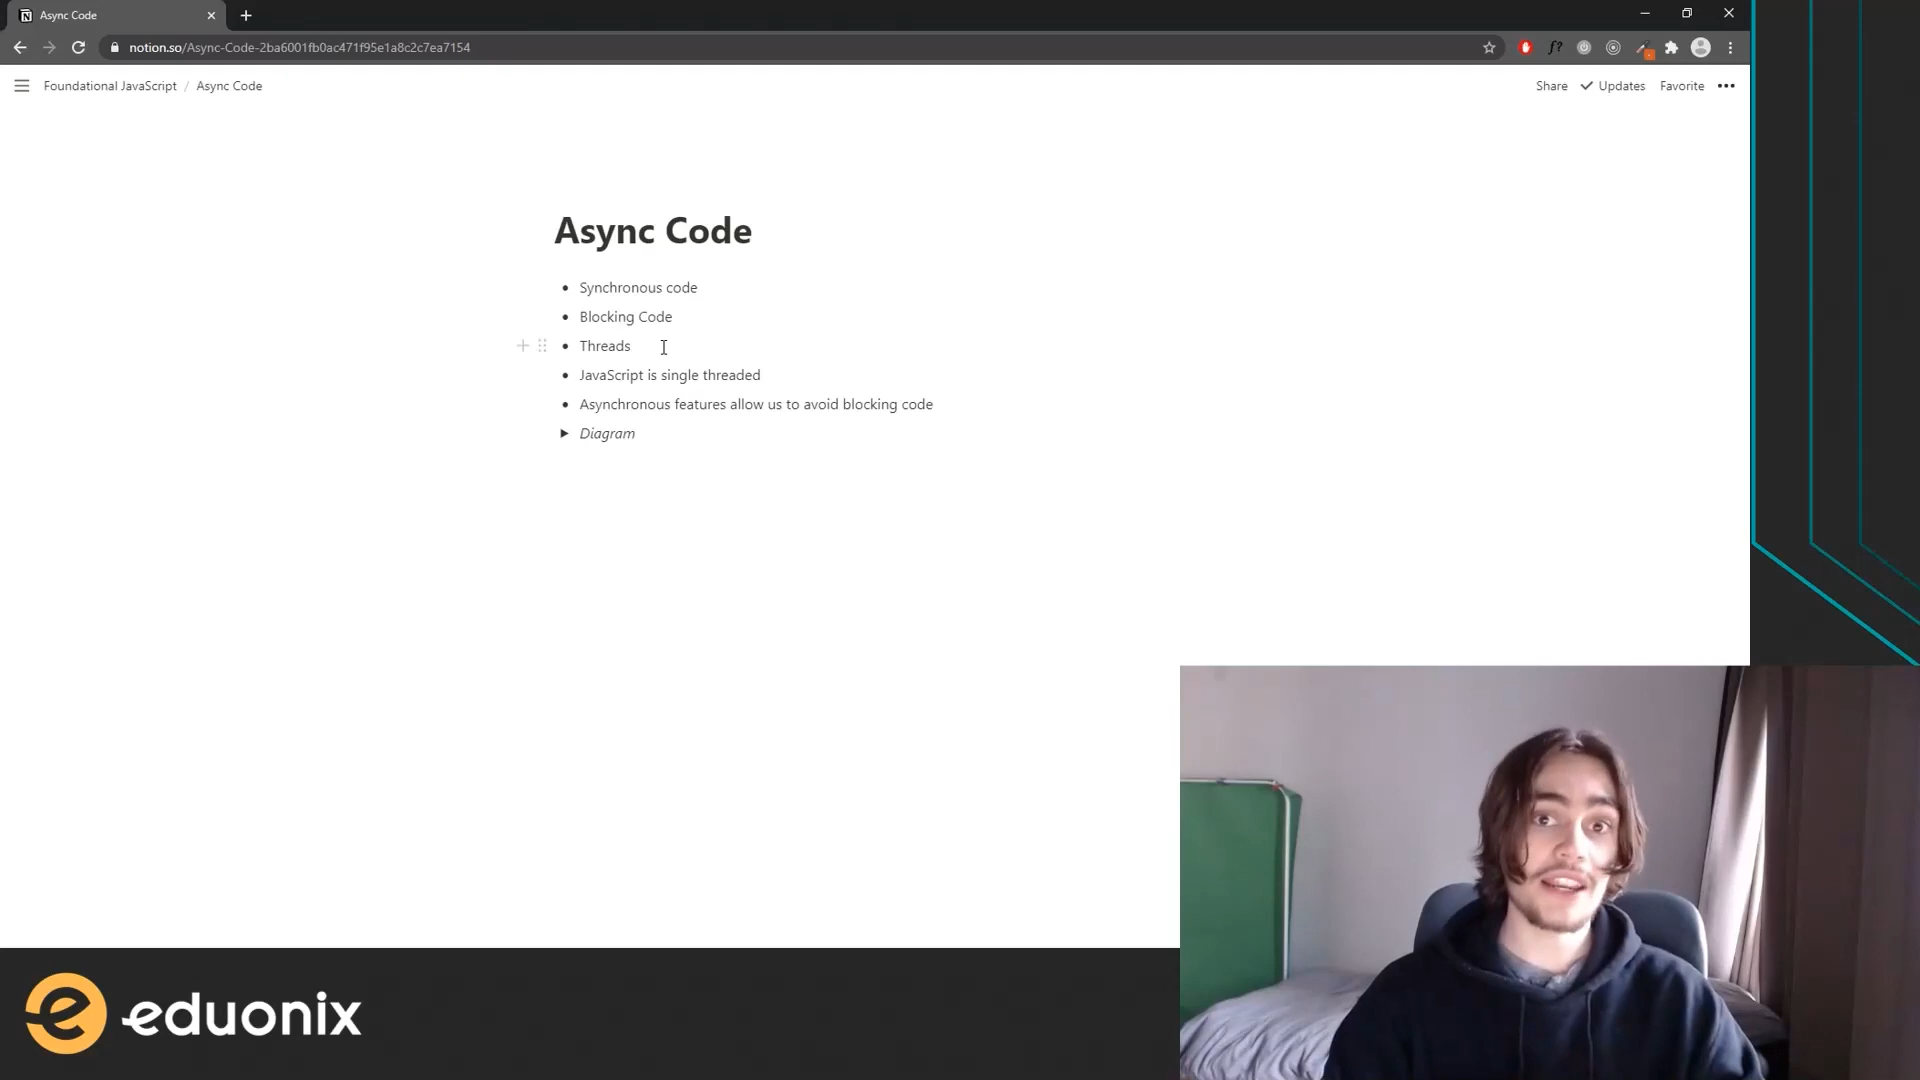 Async Code
notion.so/Async-Code-2ba6001fb0ac471f95e1a8c2c7ea7154
f?
Foundational JavaScript / Async Code
Share
Updates
Favorite
Async Code
Synchronous code
Blocking Code
Threads
JavaScript is single threaded
Asynchronous features allow us to avoid blocking code
Diagram
eduonix